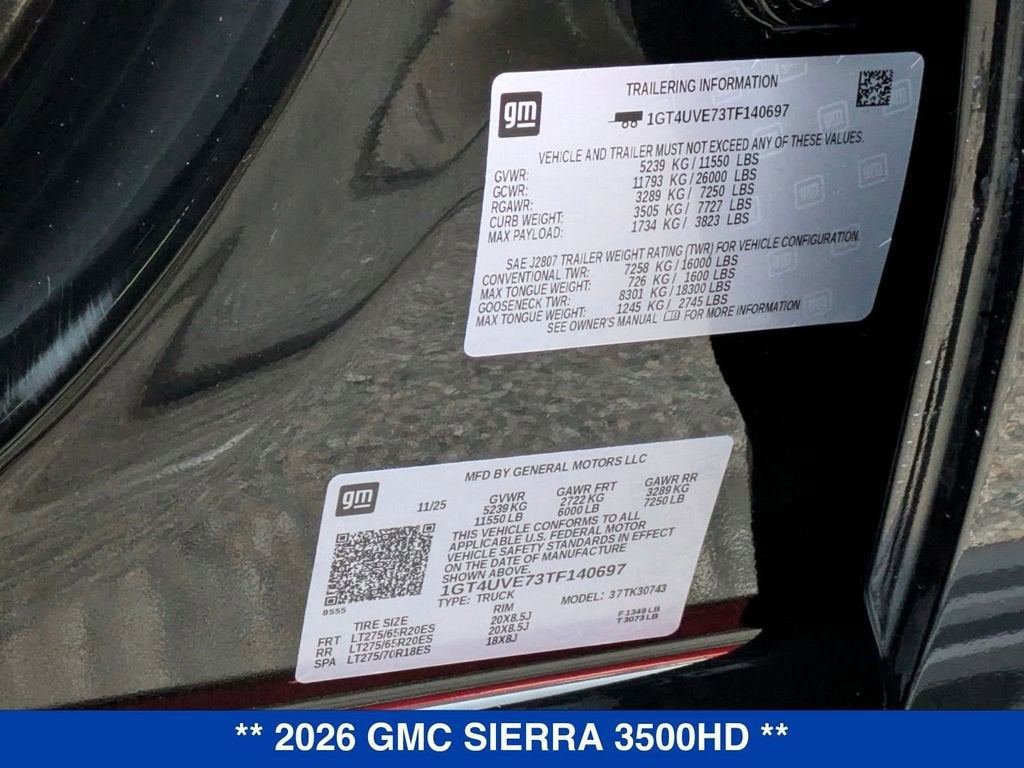 gm
TRAILERING INFORMATION
1GT4UVE73TF140697
VEHICLE AND TRAILER MUST NOT EXCEED ANY OF THESE VALUES.
GVWR: 5239 KG / 11550 LBS
GCWR: 11793 KG / 26000 LBS
RGAWR: 3289 KG / 7250 LBS
CURB WEIGHT: 3505 KG / 7727 LBS
MAX PAYLOAD: 1734 KG / 3823 LBS
SAE J2807 TRAILER WEIGHT RATING (TWR) FOR VEHICLE CONFIGURATION.
CONVENTIONAL TWR: 7258 KG / 16000 LBS
MAX TONGUE WEIGHT: 726 KG / 1600 LBS
GOOSENECK TWR: 8301 KG / 18300 LBS
MAX TONGUE WEIGHT: 1245 KG / 2745 LBS
SEE OWNER'S MANUAL FOR MORE INFORMATION
gm
MFD BY GENERAL MOTORS LLC
11/25 GVWR GAWR FRT GAWR RR
5239 KG 2722 KG 3289 KG
11550 LB 6000 LB 7250 LB
THIS VEHICLE CONFORMS TO ALL
APPLICABLE U.S. FEDERAL MOTOR
VEHICLE SAFETY STANDARDS IN EFFECT
ON THE DATE OF MANUFACTURE
SHOWN ABOVE.
1GT4UVE73TF140697
8555 TYPE: TRUCK MODEL: 37TK30743
TIRE SIZE RIM
FRT LT275/65R20ES 20X8.5J F 1349 LB
RR LT275/65R20ES 20X8.5J T 3073 LB
SPA LT275/70R18ES 18X8J
** 2026 GMC SIERRA 3500HD **